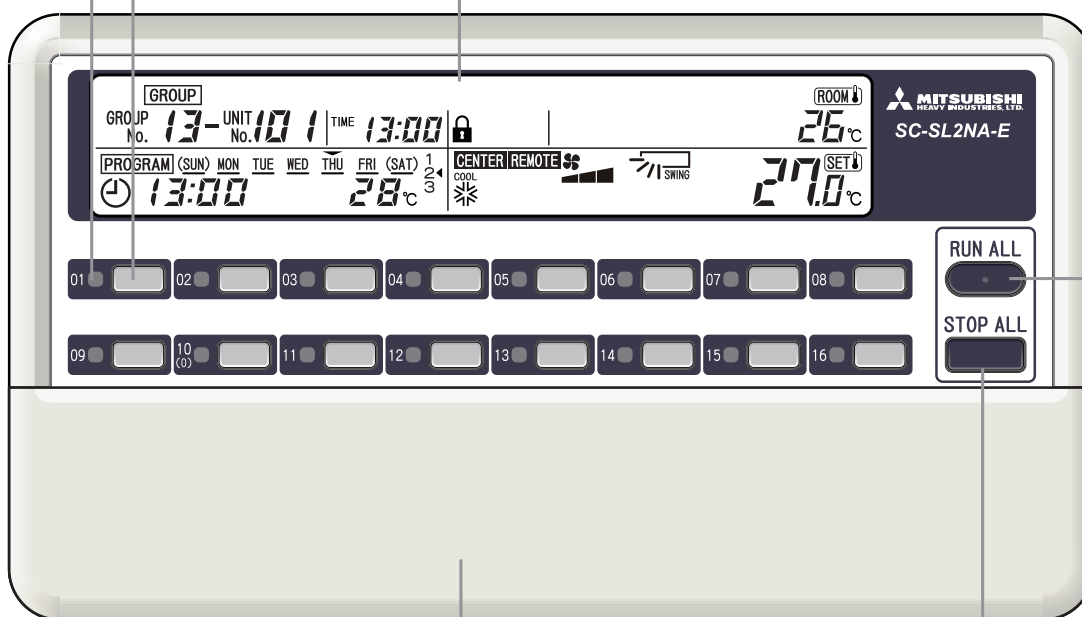 GROUP
GROUP No. 13-UNIT No. 101 TIME 13:00
ROOM
26℃
PROGRAM (SUN) MON TUE WED THU FRI (SAT) 1 2 3
13:00 28℃
CENTER REMOTE
COOL
SWING
SET
27.0℃
MITSUBISHI
HEAVY INDUSTRIES, LTD.
SC-SL2NA-E
RUN ALL
01 02 03 04 05 06 07 08
STOP ALL
09 10 (0) 11 12 13 14 15 16